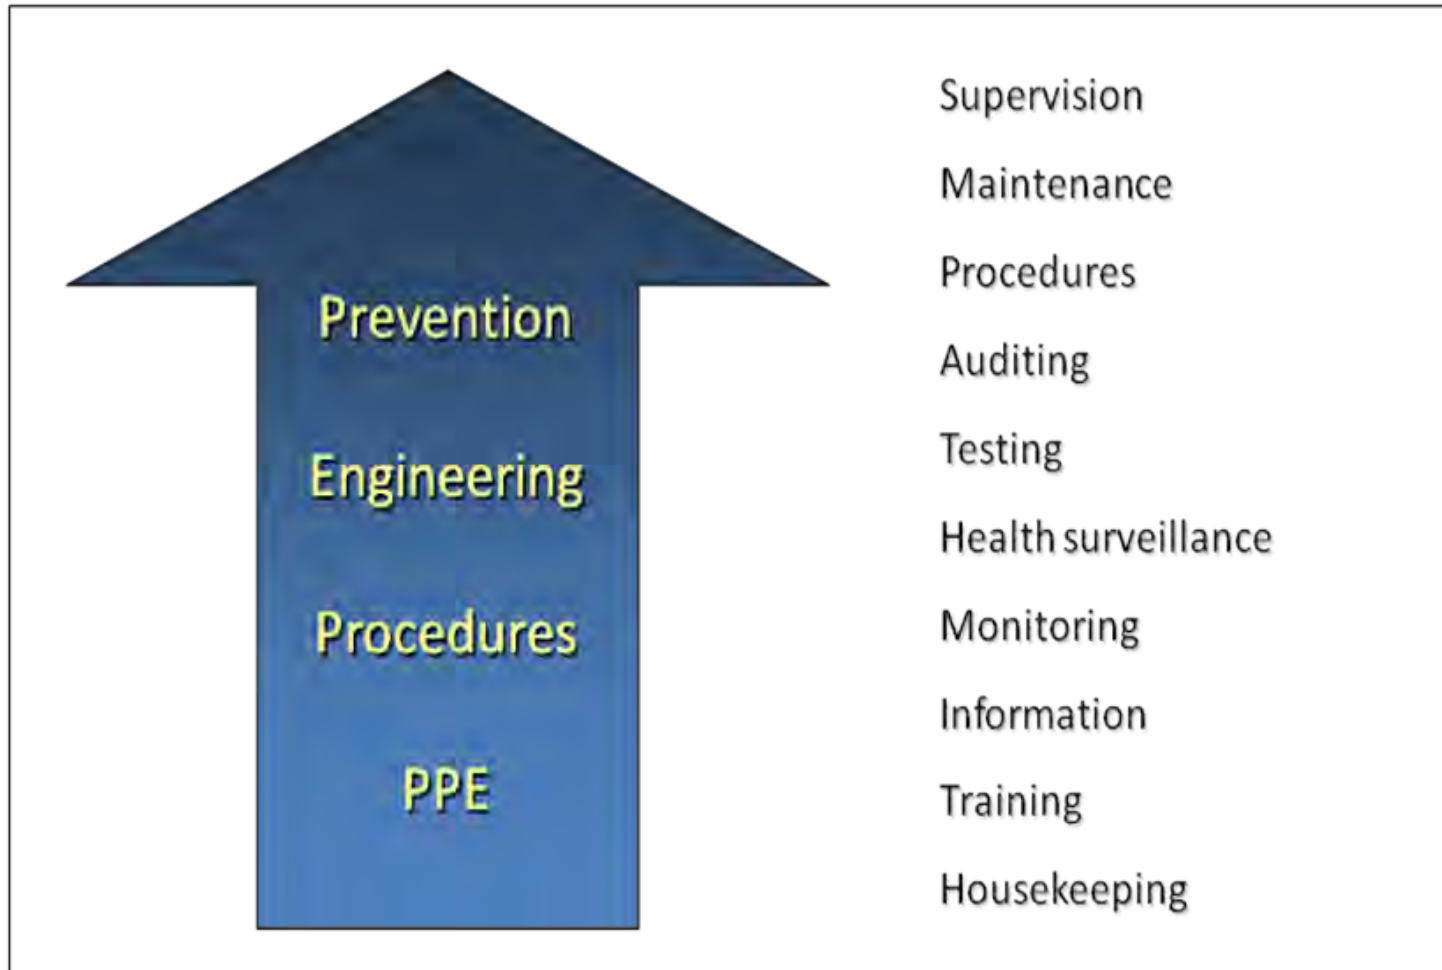 Prevention
Engineering
Procedures
PPE
Supervision
Maintenance
Procedures
Auditing
Testing
Health surveillance
Monitoring
Information
Training
Housekeeping